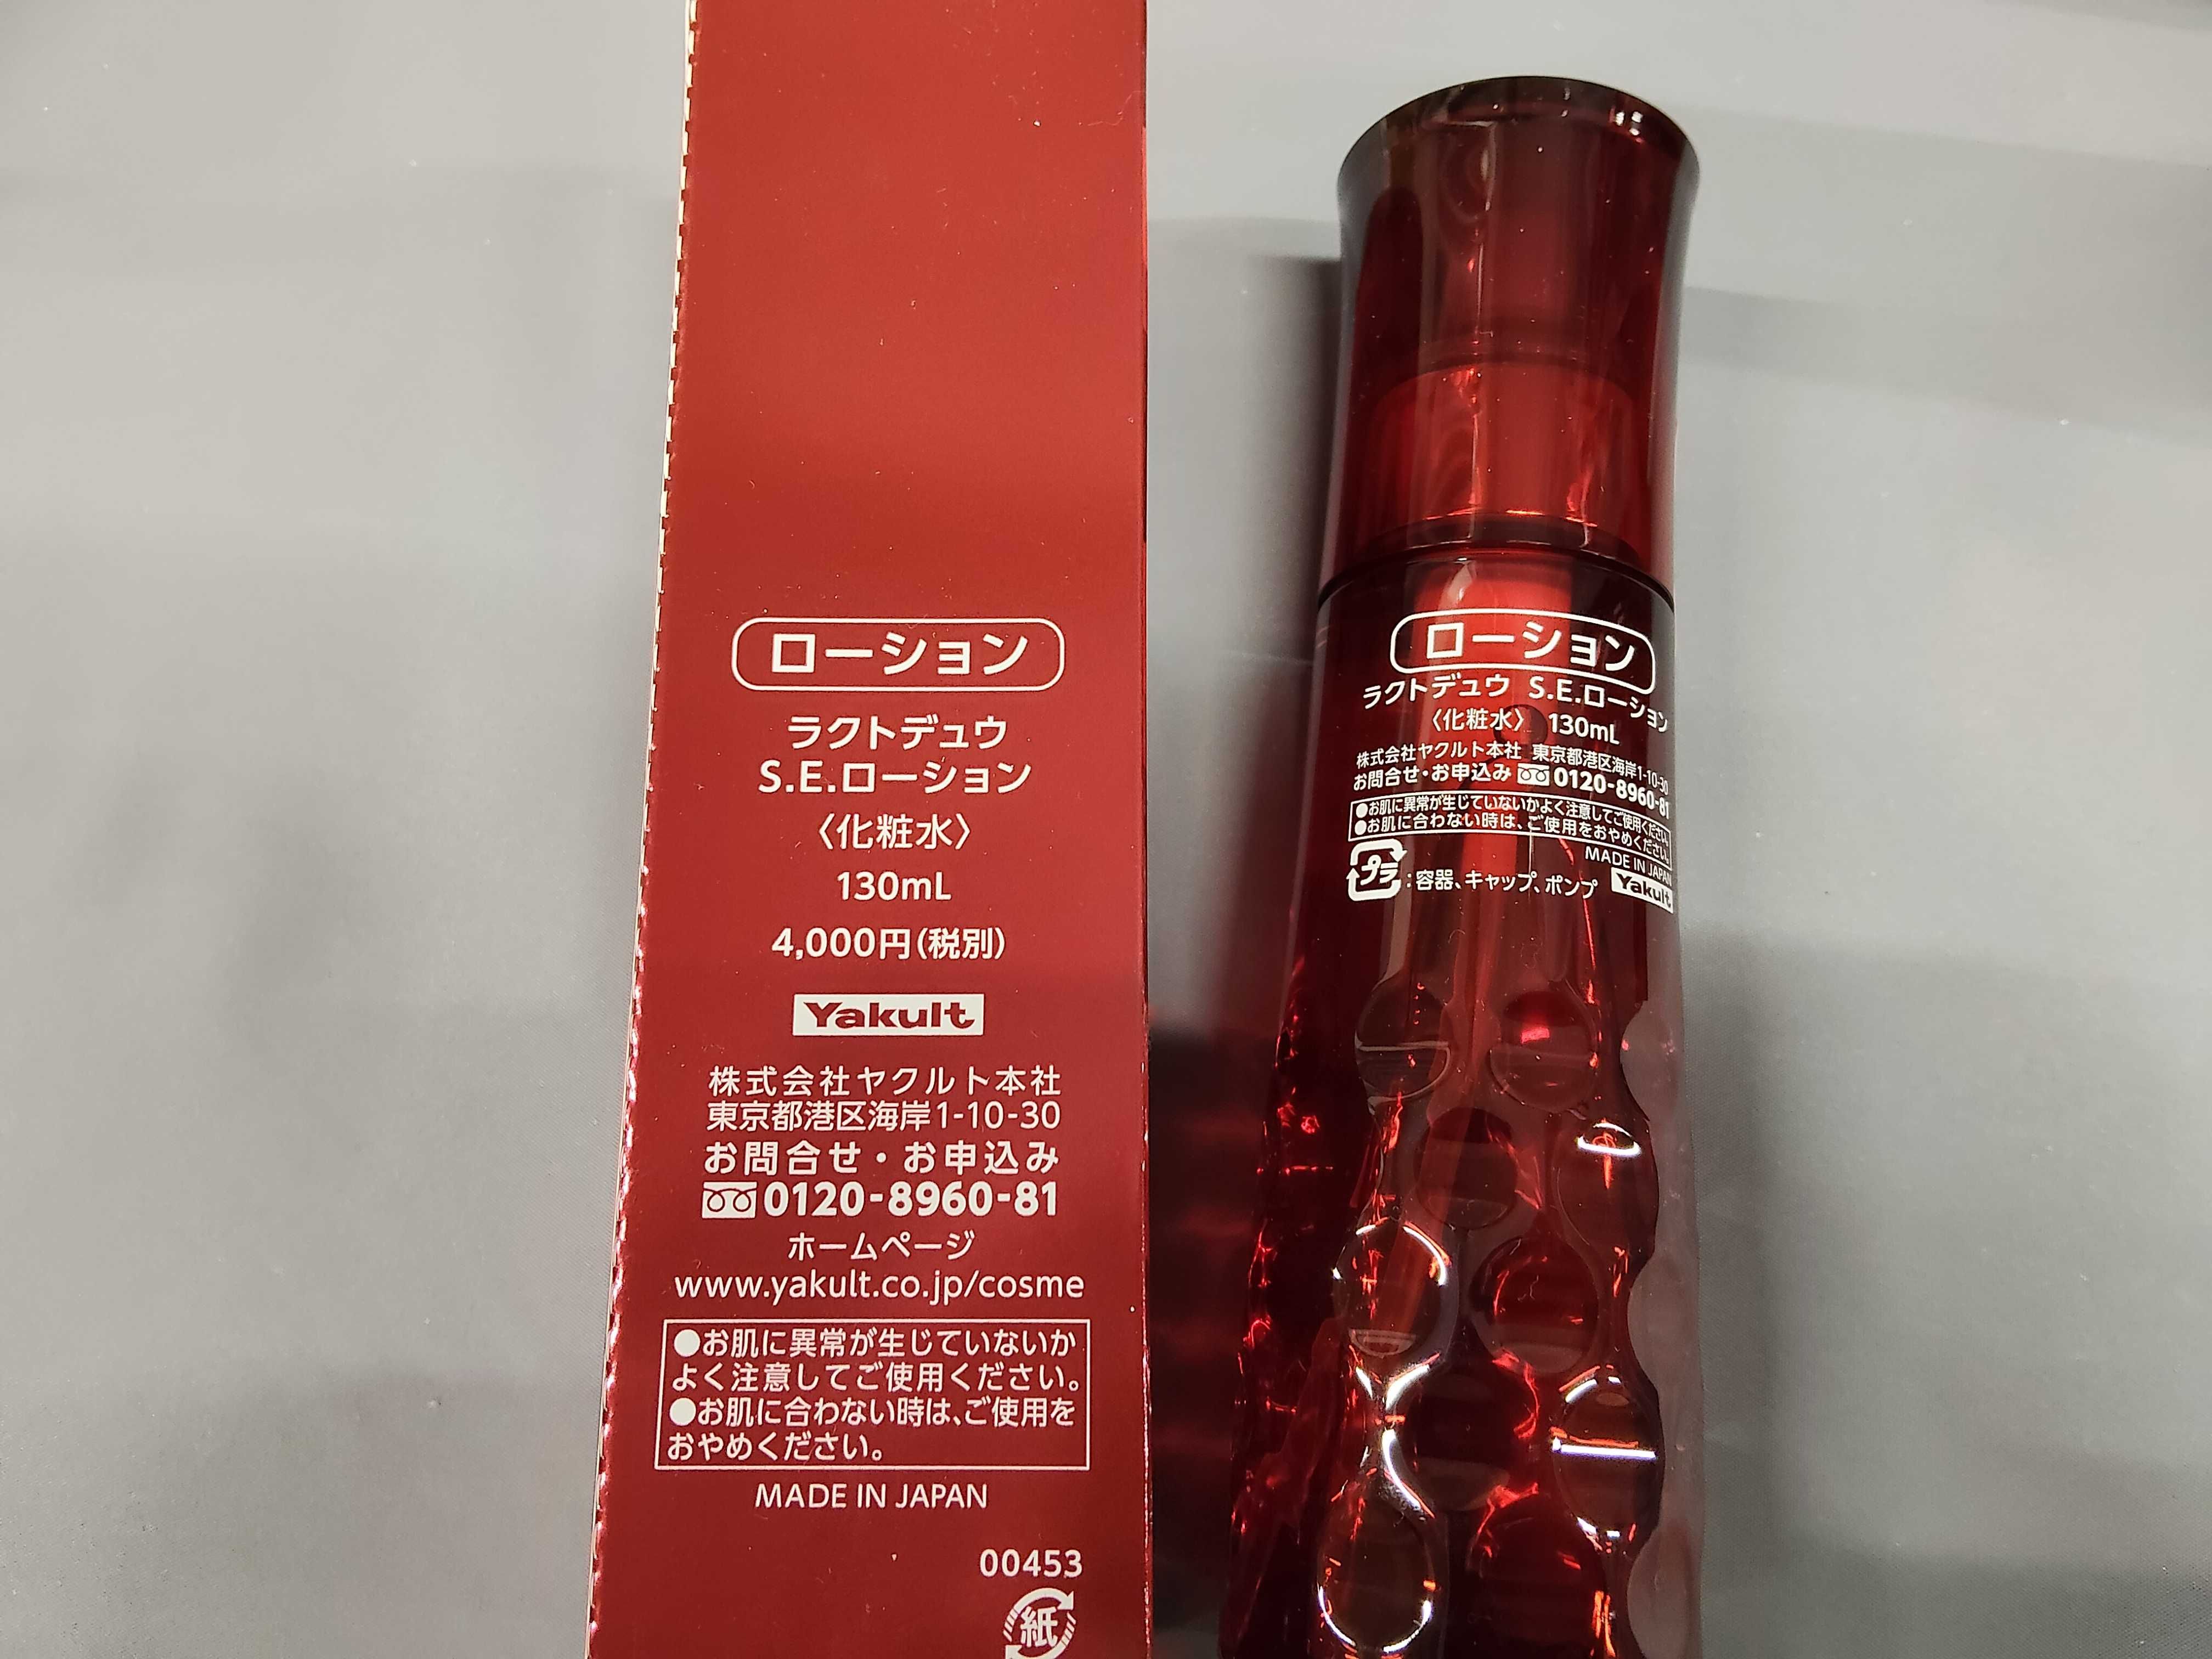 ローション
ラクトデュウ
S.E.ローション
〈化粧水〉
130mL
4,000円(税別)
Yakult
株式会社ヤクルト本社
東京都港区海岸1-10-30
お問合せ・お申込み
0120-8960-81
ホームページ
www.yakult.co.jp/cosme
●お肌に異常が生じていないか
よく注意してご使用ください。
●お肌に合わない時は、ご使用を
おやめください。
MADE IN JAPAN
00453
紙
ローション
ラクトデュウ S.E.ローション
〈化粧水〉 130mL
株式会社ヤクルト本社 東京都港区海岸1-10-30
お問合せ・お申込み 0120-8960-81
●お肌に異常が生じていないかよく注意してご使用ください。
●お肌に合わない時は、ご使用をおやめください。
MADE IN JAPAN
プラ:容器、キャップ、ポンプ Yakult